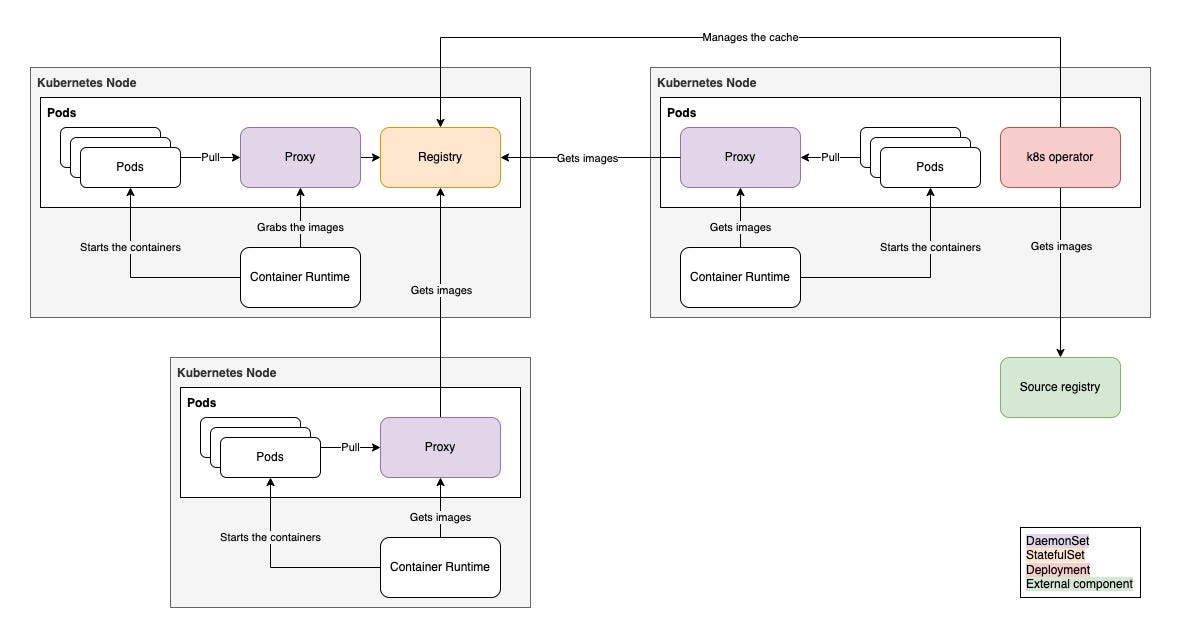 Manages the cache
Kubernetes Node
Pods
Pods
Pull
Proxy
Registry
Starts the containers
Grabs the images
Container Runtime
Gets images
Gets images
Kubernetes Node
Pods
Proxy
Pull
Pods
k8s operator
Gets images
Starts the containers
Gets images
Container Runtime
Source registry
Kubernetes Node
Pods
Pods
Pull
Proxy
Starts the containers
Gets images
Container Runtime
DaemonSet
StatefulSet
Deployment
External component